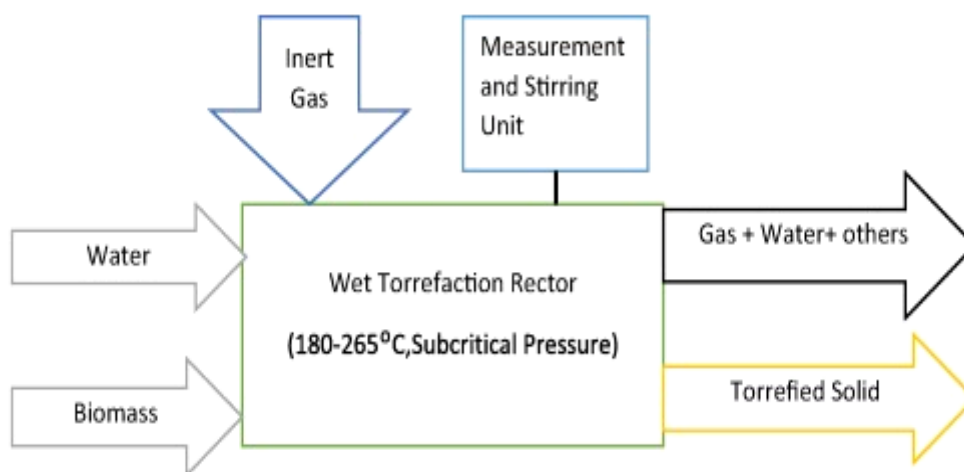 Inert
Gas
Measurement
and Stirring
Unit
Water
Gas + Water+ others
Wet Torrefaction Rector
(180-265⁰C,Subcritical Pressure)
Biomass
Torrefied Solid